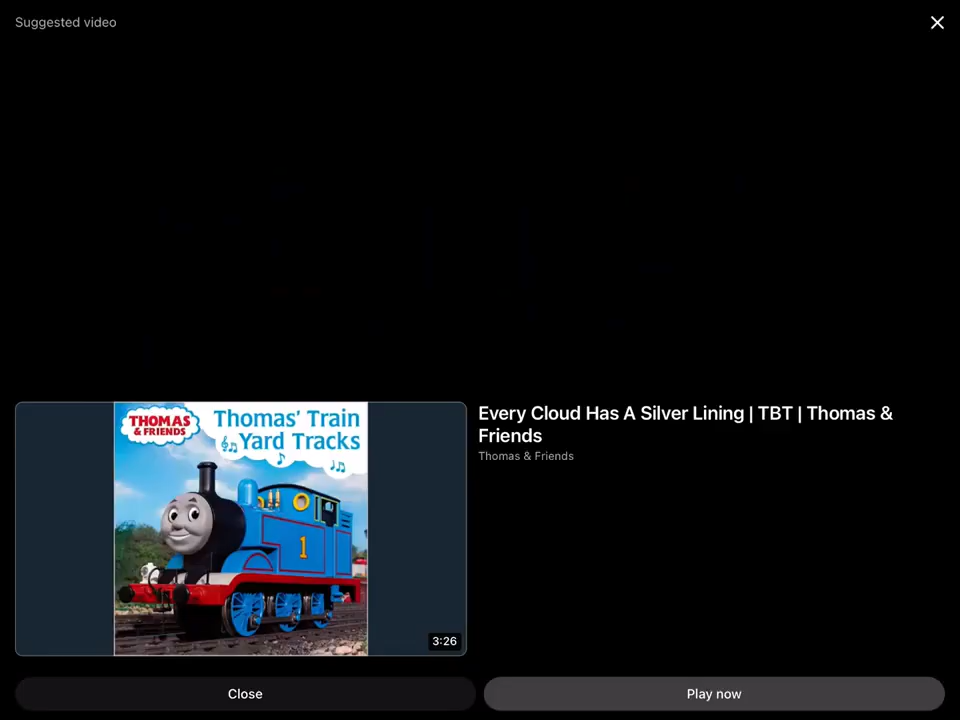 Suggested video
THOMAS
& FRIENDS
Thomas' Train
Yard Tracks
1
3:26
Every Cloud Has A Silver Lining | TBT | Thomas &
Friends
Thomas & Friends
Close
Play now